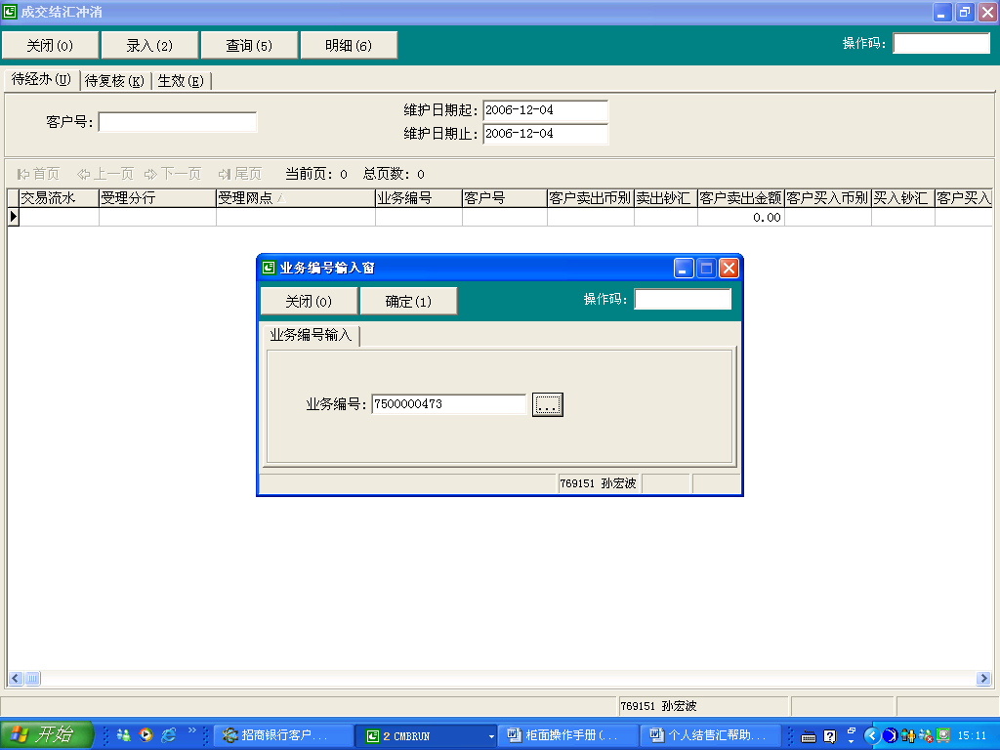 成交结汇冲消
关闭(0) 录入(2) 查询(5) 明细(6) 操作码:
待经办(U) 待复核(K) 生效(E)
客户号: 维护日期起: 2006-12-04
维护日期止: 2006-12-04
首页 上一页 下一页 尾页 当前页: 0 总页数: 0
交易流水 受理分行 受理网点 业务编号 客户号 客户卖出币别 卖出钞汇 客户卖出金额 客户买入币别 买入钞汇 客户买入
0.00
业务编号输入窗
关闭(0) 确定(1) 操作码:
业务编号输入
业务编号: 7500000473 ...
769151 孙宏波
769151 孙宏波
开始 » 招商银行客户... 2 CMBRUN 柜面操作手册(... 个人结售汇帮助... 15:11